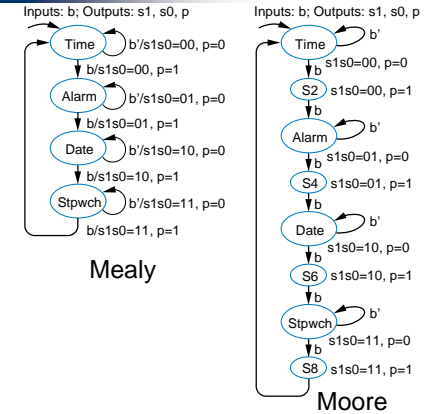 Inputs: b; Outputs: s1, s0, p
Time
b'/s1s0=00, p=0
b/s1s0=00, p=1
Alarm
b'/s1s0=01, p=0
b/s1s0=01, p=1
Date
b'/s1s0=10, p=0
b/s1s0=10, p=1
Stpwch
b'/s1s0=11, p=0
b/s1s0=11, p=1
Mealy
Inputs: b; Outputs: s1, s0, p
b'
Time
s1s0=00, p=0
b
S2
s1s0=00, p=1
b
b'
Alarm
s1s0=01, p=0
b
S4
s1s0=01, p=1
b
b'
Date
s1s0=10, p=0
b
S6
s1s0=10, p=1
b
b'
Stpwch
s1s0=11, p=0
b
S8
s1s0=11, p=1
Moore